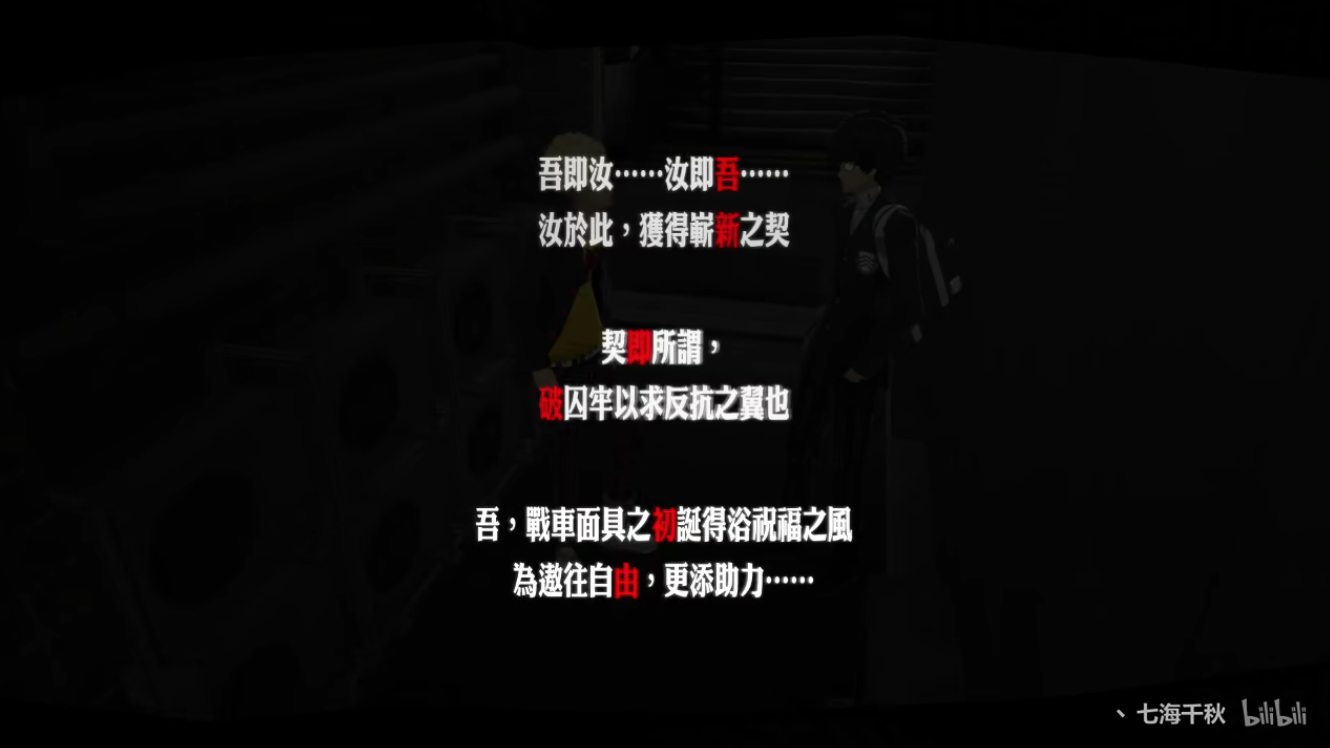 吾即汝……汝即吾……
汝於此，獲得嶄新之契
契即所謂，
破囚牢以求反抗之翼也
吾，戰車面具之初誕得浴祝福之風
為遨往自由，更添助力……
丶七海千秋 bilibili